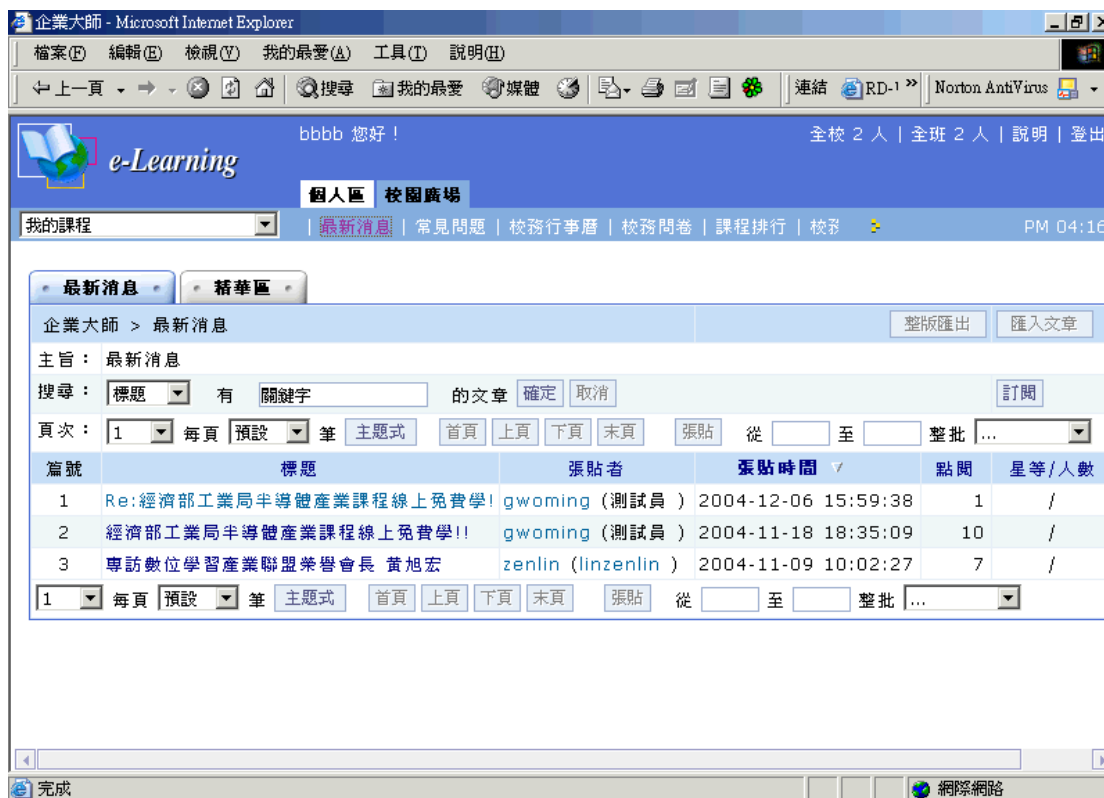 企業大師 - Microsoft Internet Explorer
檔案(F) 編輯(E) 檢視(V) 我的最愛(A) 工具(T) 說明(H)
上一頁 搜尋 我的最愛 媒體 連結 RD-1 » Norton AntiVirus
bbbb 您好！ 全校 2 人 | 全班 2 人 | 說明 | 登出
e-Learning
個人區 校園廣場
我的課程 | 最新消息 | 常見問題 | 校務行事曆 | 校務問卷 | 課程排行 | 校務 PM 04:16
最新消息 精華區
企業大師 > 最新消息 整版匯出 匯入文章
主旨： 最新消息
搜尋： 標題 有 關鍵字 的文章 確定 取消 訂閱
頁次： 1 每頁 預設 筆 主題式 首頁 上頁 下頁 末頁 張貼 從 至 整批 ...
篇號 標題 張貼者 張貼時間 點閱 星等/人數
1 Re:經濟部工業局半導體產業課程線上免費學! gwoming (測試員 ) 2004-12-06 15:59:38 1 /
2 經濟部工業局半導體產業課程線上免費學!! gwoming (測試員 ) 2004-11-18 18:35:09 10 /
3 專訪數位學習產業聯盟榮譽會長 黃旭宏 zenlin (linzenlin ) 2004-11-09 10:02:27 7 /
1 每頁 預設 筆 主題式 首頁 上頁 下頁 末頁 張貼 從 至 整批 ...
完成 網際網路